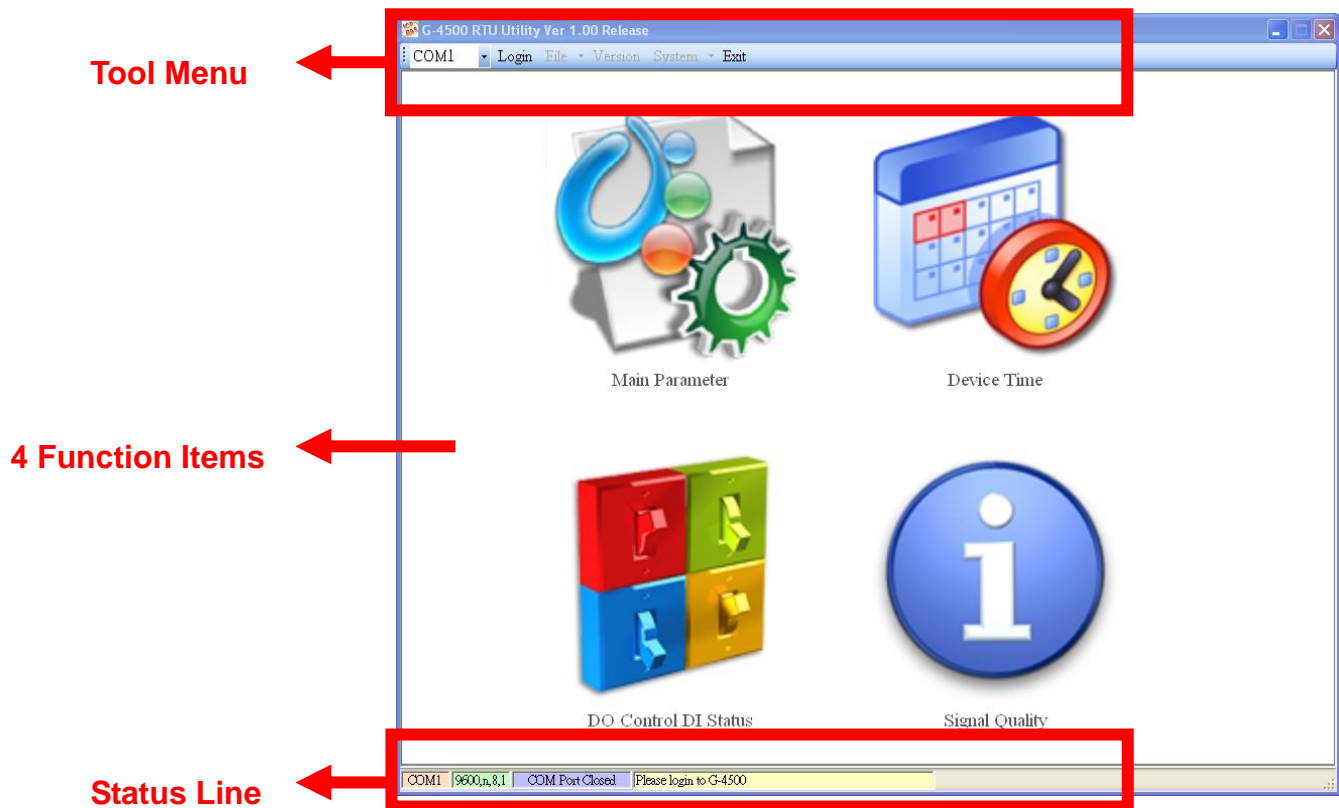 G-4500 RTU Utility Ver 1.00 Release
COM1 Login File Version System Exit
Tool Menu
Main Parameter Device Time
4 Function Items
DO Control DI Status Signal Quality
COM1 9600,n,8,1 COM Port Closed Please login to G-4500
Status Line